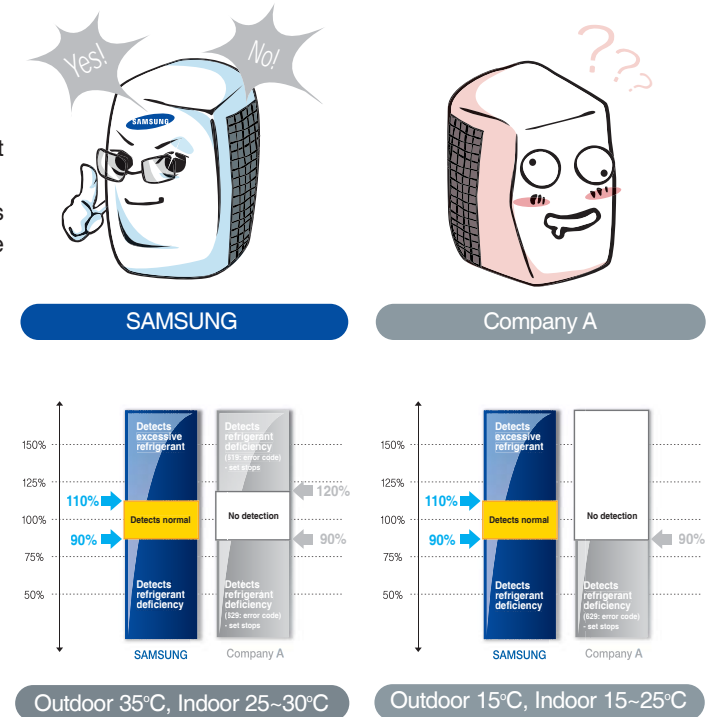 Yes!
No!
SAMSUNG
???
t
s
e
SAMSUNG
Company A
150%
125%
110%
100%
90%
75%
50%
Detects
excessive
refrigerant
Detects normal
Detects
refrigerant
deficiency
SAMSUNG
Detects
refrigerant
deficiency
(519: error code)
- set stops
No detection
Detects
refrigerant
deficiency
(529: error code)
- set stops
Company A
120%
90%
Outdoor 35°C, Indoor 25~30°C
150%
125%
110%
100%
90%
75%
50%
Detects
excessive
refrigerant
Detects normal
Detects
refrigerant
deficiency
SAMSUNG
No detection
Detects
refrigerant
deficiency
(629: error code)
- set stops
Company A
90%
Outdoor 15°C, Indoor 15~25°C